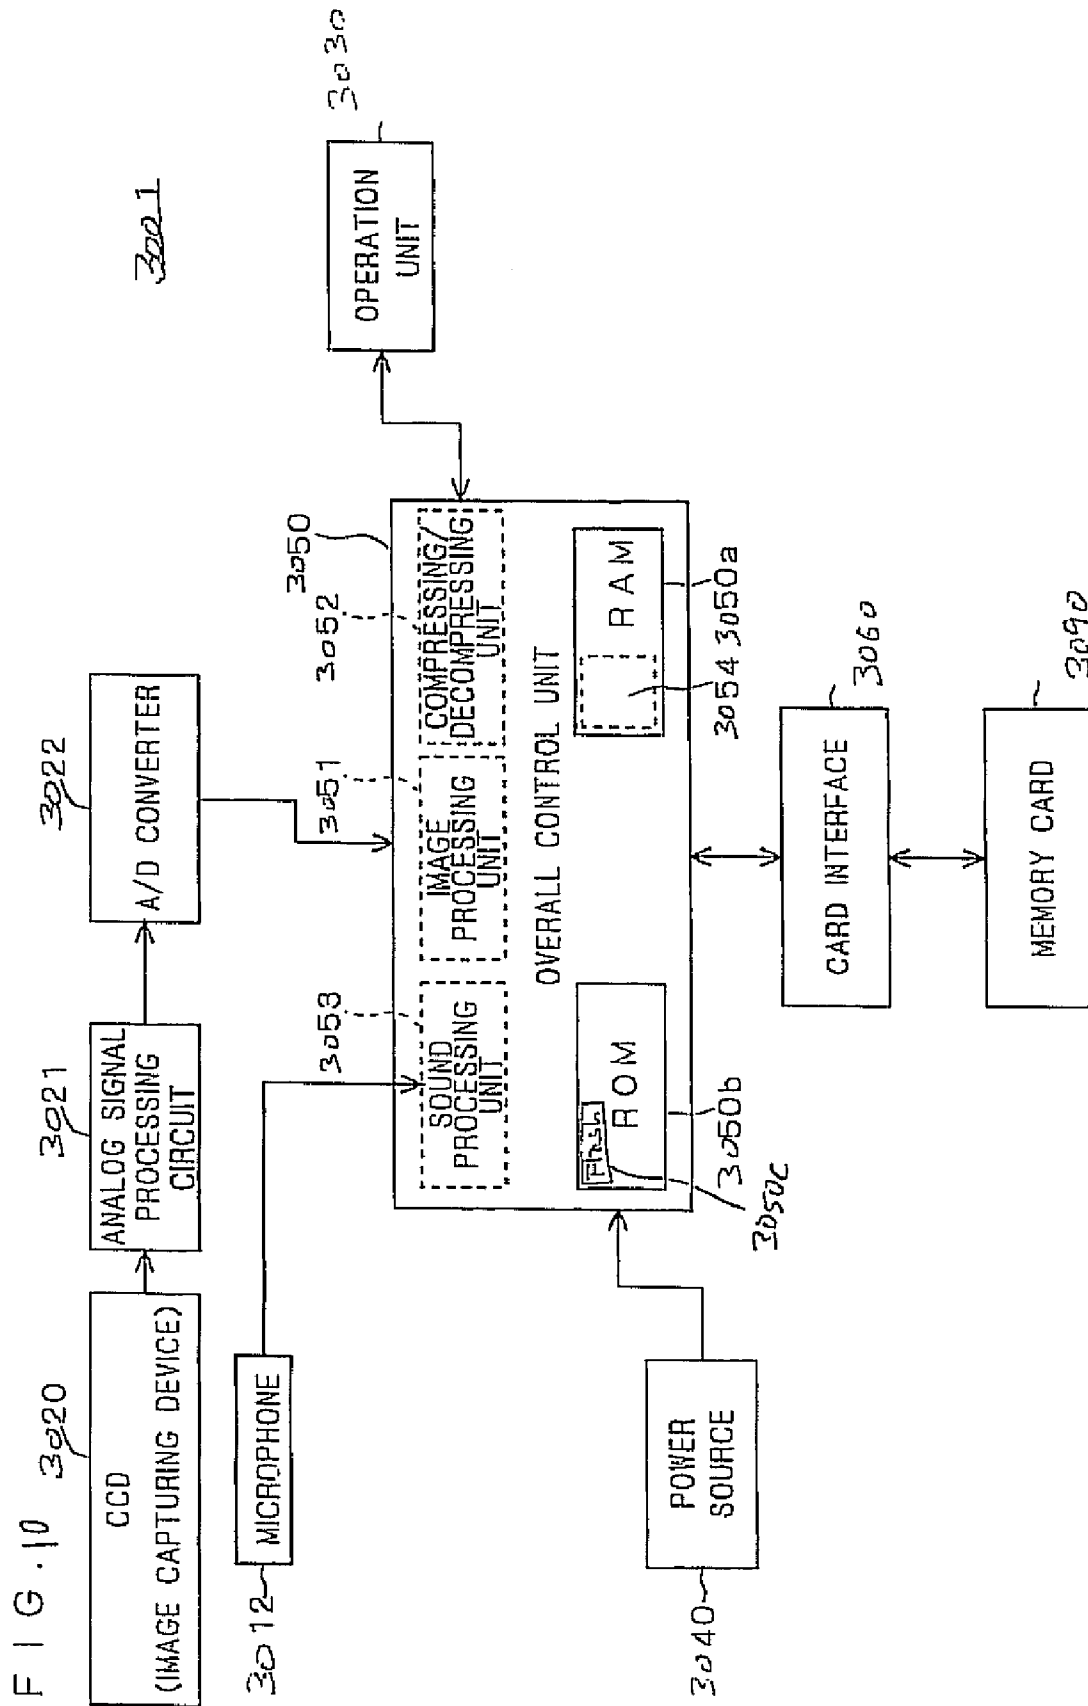 FIG.10
3001
3020
CCD
(IMAGE CAPTURING DEVICE)
3021
ANALOG SIGNAL
PROCESSING
CIRCUIT
3022
A/D CONVERTER
3012
MICROPHONE
3030
OPERATION
UNIT
3040
POWER
SOURCE
3050
3053
SOUND
PROCESSING
UNIT
3051
IMAGE
PROCESSING
UNIT
3052
COMPRESSING/
DECOMPRESSING
UNIT
OVERALL CONTROL UNIT
Flash
ROM
3050b
3050c
RAM
3054
3050a
CARD INTERFACE
3060
MEMORY CARD
3090